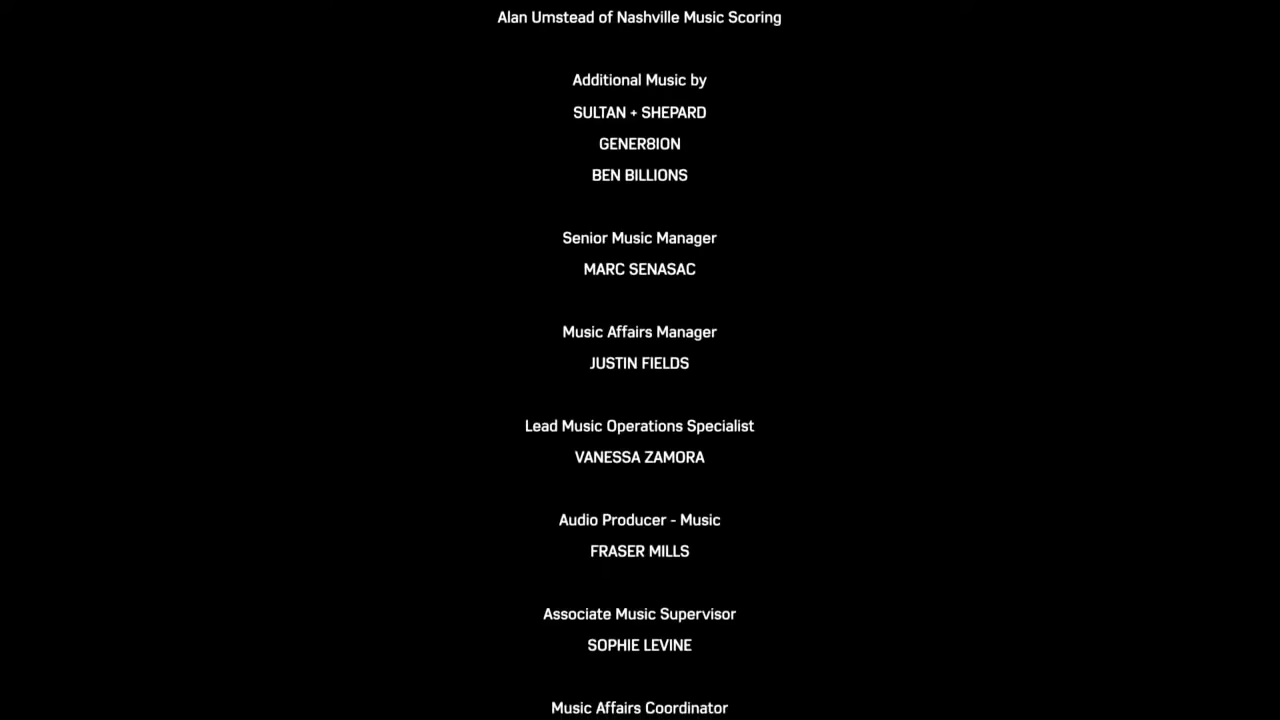 Alan Umstead of Nashville Music Scoring
Additional Music by
SULTAN + SHEPARD
GENER8ION
BEN BILLIONS
Senior Music Manager
MARC SENASAC
Music Affairs Manager
JUSTIN FIELDS
Lead Music Operations Specialist
VANESSA ZAMORA
Audio Producer - Music
FRASER MILLS
Associate Music Supervisor
SOPHIE LEVINE
Music Affairs Coordinator